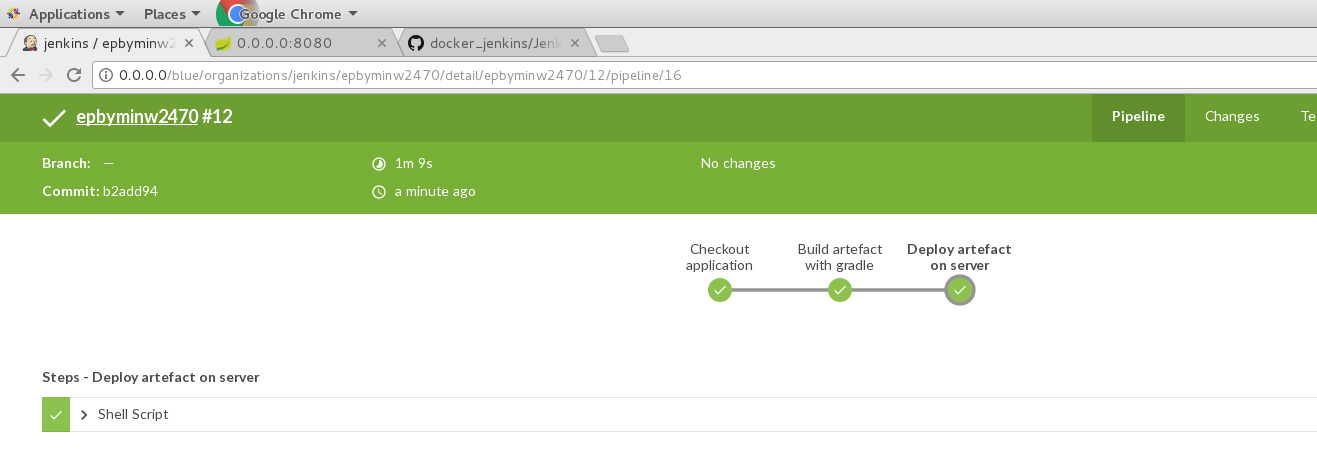 Applications Places Google Chrome
jenkins / epbyminw2 0.0.0.0:8080 docker_jenkins/Jenk
0.0.0.0/blue/organizations/jenkins/epbyminw2470/detail/epbyminw2470/12/pipeline/16
epbyminw2470 #12 Pipeline Changes Te
Branch: — 1m 9s No changes
Commit: b2add94 a minute ago
Checkout Build artefact Deploy artefact
application with gradle on server
Steps - Deploy artefact on server
Shell Script